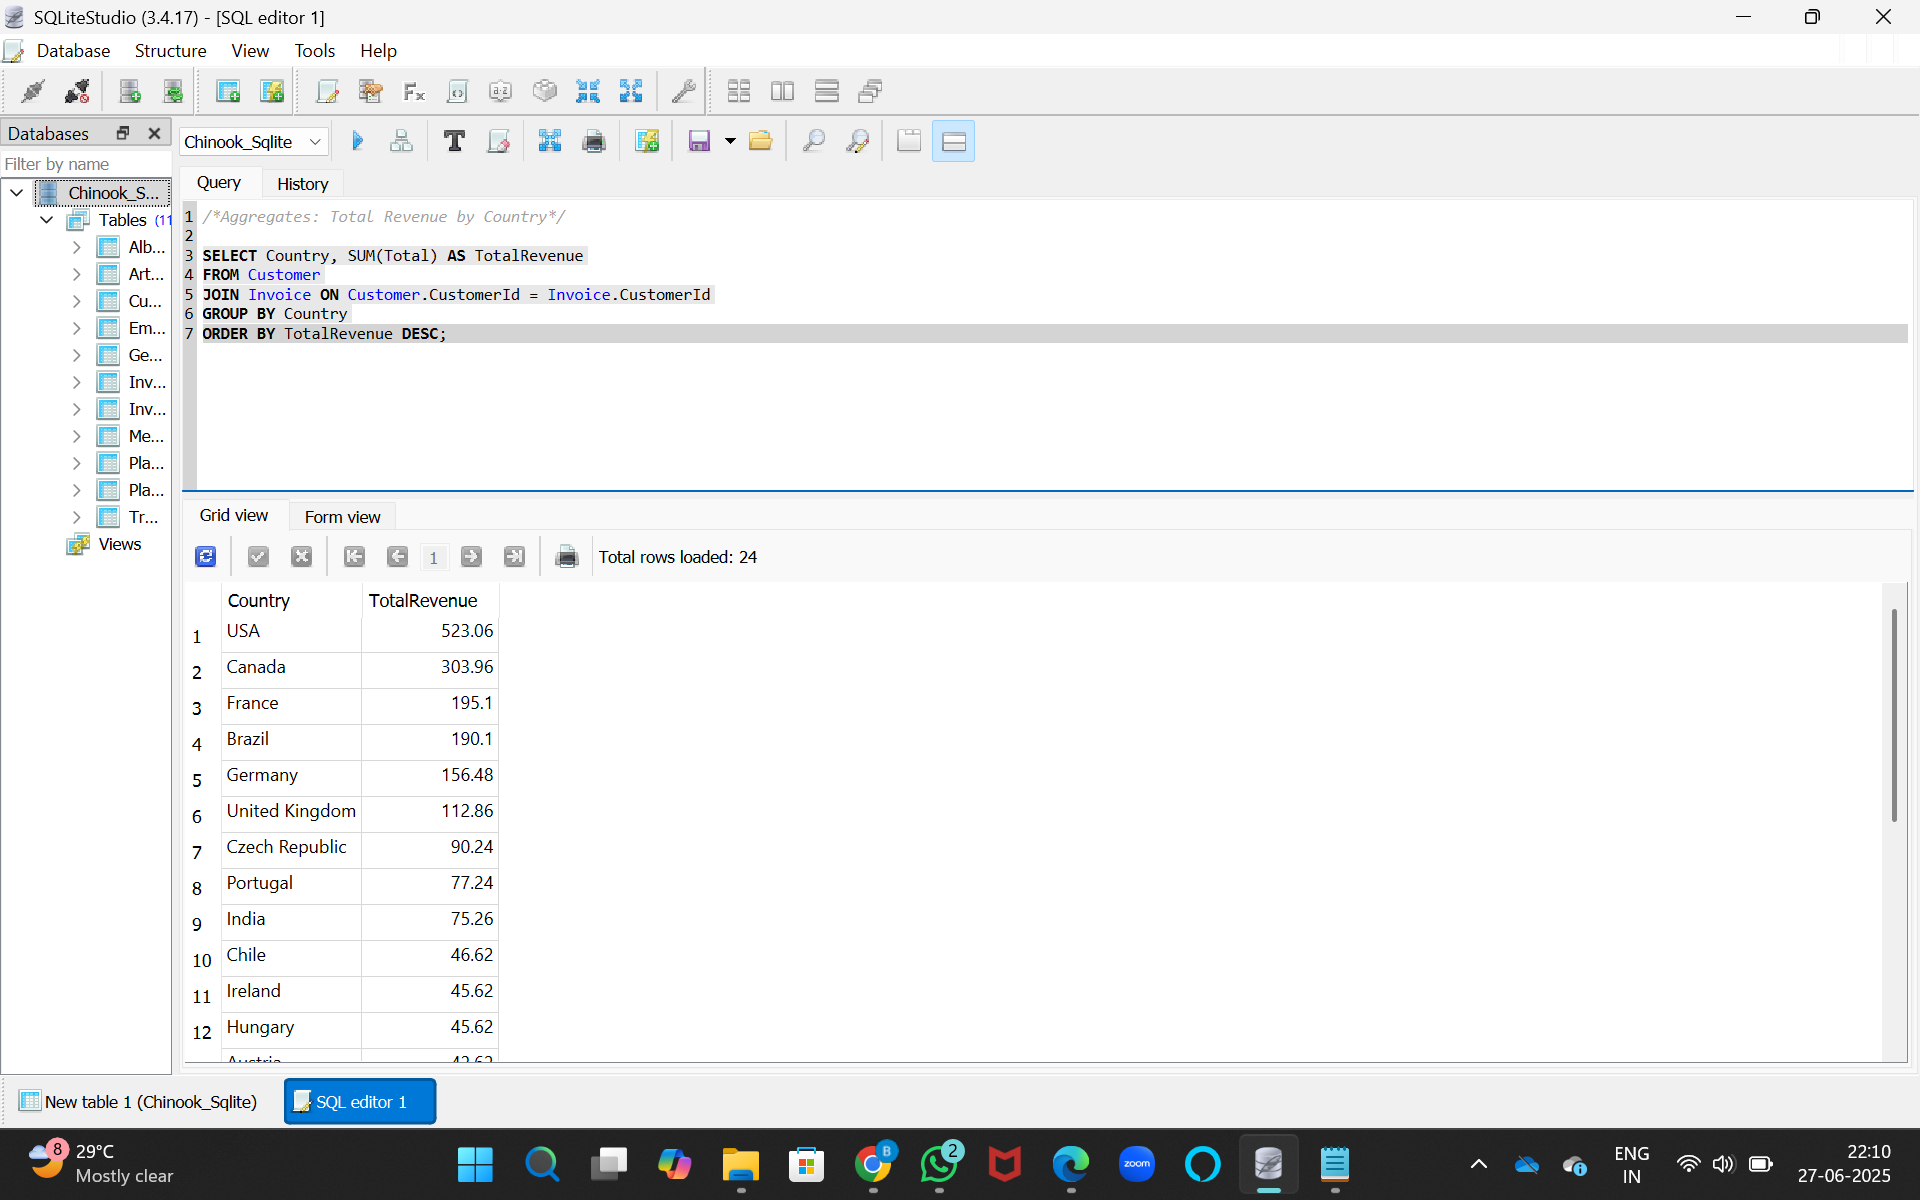 SQLiteStudio (3.4.17) - [SQL editor 1]
Database Structure View Tools Help
Databases
Filter by name
Chinook_S...
Tables (11
Alb...
Art...
Cu...
Em...
Ge...
Inv...
Inv...
Me...
Pla...
Pla...
Tr...
Views
Chinook_Sqlite
Query History
1 /*Aggregates: Total Revenue by Country*/
2
3 SELECT Country, SUM(Total) AS TotalRevenue
4 FROM Customer
5 JOIN Invoice ON Customer.CustomerId = Invoice.CustomerId
6 GROUP BY Country
7 ORDER BY TotalRevenue DESC;
Grid view Form view
1 Total rows loaded: 24
Country TotalRevenue
1 USA 523.06
2 Canada 303.96
3 France 195.1
4 Brazil 190.1
5 Germany 156.48
6 United Kingdom 112.86
7 Czech Republic 90.24
8 Portugal 77.24
9 India 75.26
10 Chile 46.62
11 Ireland 45.62
12 Hungary 45.62
Austria 42.62
New table 1 (Chinook_Sqlite) SQL editor 1
8 29°C
Mostly clear
B
2
zoom
ENG
IN
22:10
27-06-2025